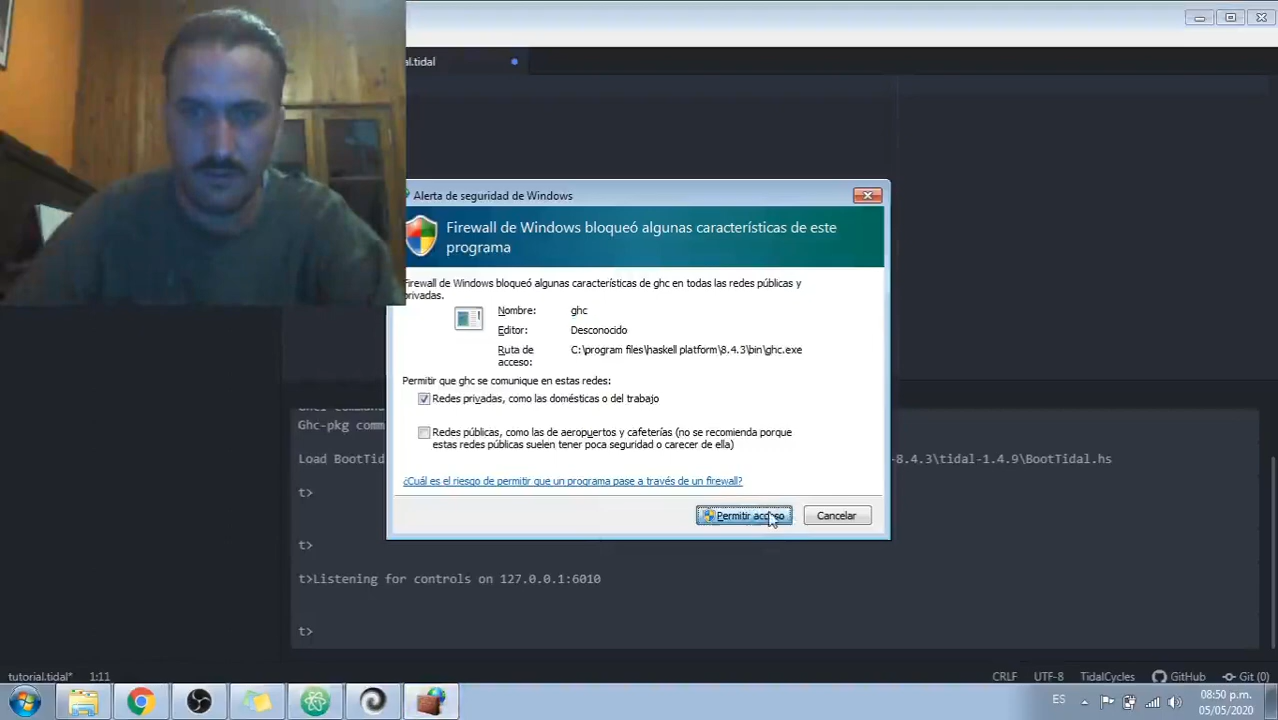 al.tidal
Alerta de seguridad de Windows
Firewall de Windows bloqueó algunas características de este
programa
Firewall de Windows bloqueó algunas características de ghc en todas las redes públicas y
privadas.
Nombre: ghc
Editor: Desconocido
Ruta de acceso: C:\program files\haskell platform\8.4.3\bin\ghc.exe
Permitir que ghc se comunique en estas redes:
Redes privadas, como las domésticas o del trabajo
Redes públicas, como las de aeropuertos y cafeterías (no se recomienda porque
estas redes públicas suelen tener poca seguridad o carecer de ella)
¿Cuál es el riesgo de permitir que un programa pase a través de un firewall?
Permitir acceso Cancelar
Ghc-pkg comm
Load BootTid -8.4.3\tidal-1.4.9\BootTidal.hs
t>
t>
t>Listening for controls on 127.0.0.1:6010
t>
tutorial.tidal* 1:11 CRLF UTF-8 TidalCycles GitHub Git (0)
ES 08:50 p.m.
05/05/2020